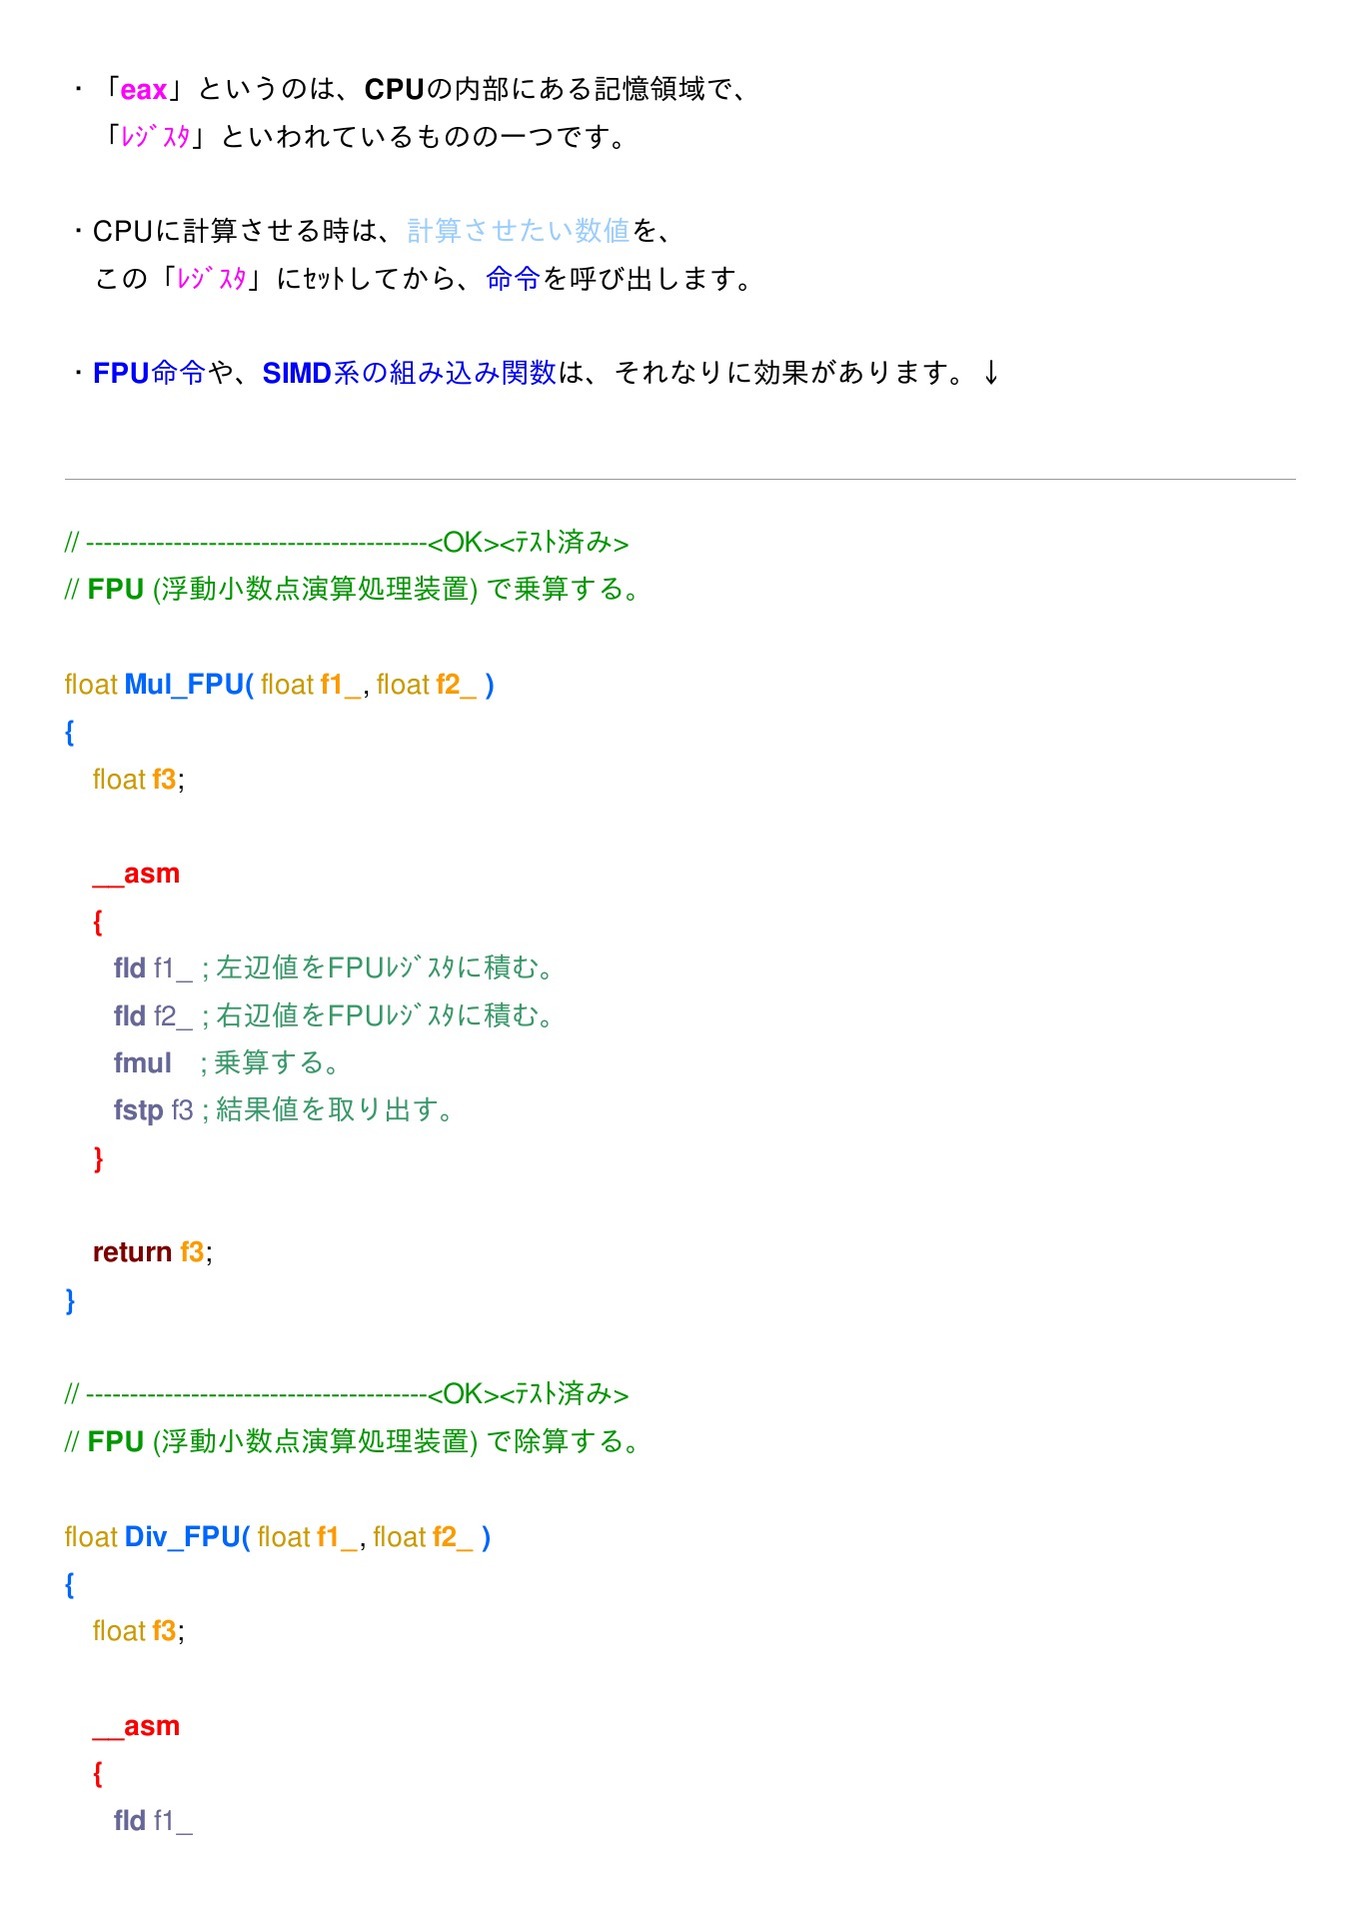 ・「eax」というのは、CPUの内部にある記憶領域で、
「ﾚｼﾞｽﾀ」といわれているものの一つです。
・CPUに計算させる時は、計算させたい数値を、
この「ﾚｼﾞｽﾀ」にｾｯﾄしてから、命令を呼び出します。
・FPU命令や、SIMD系の組み込み関数は、それなりに効果があります。↓
// ---------------------------------------<OK><ﾃｽﾄ済み>
// FPU (浮動小数点演算処理装置) で乗算する。
float Mul_FPU( float f1_, float f2_ )
{
float f3;
__asm
{
fld f1_ ; 左辺値をFPUﾚｼﾞｽﾀに積む。
fld f2_ ; 右辺値をFPUﾚｼﾞｽﾀに積む。
fmul ; 乗算する。
fstp f3 ; 結果値を取り出す。
}
return f3;
}
// ---------------------------------------<OK><ﾃｽﾄ済み>
// FPU (浮動小数点演算処理装置) で除算する。
float Div_FPU( float f1_, float f2_ )
{
float f3;
__asm
{
fld f1_